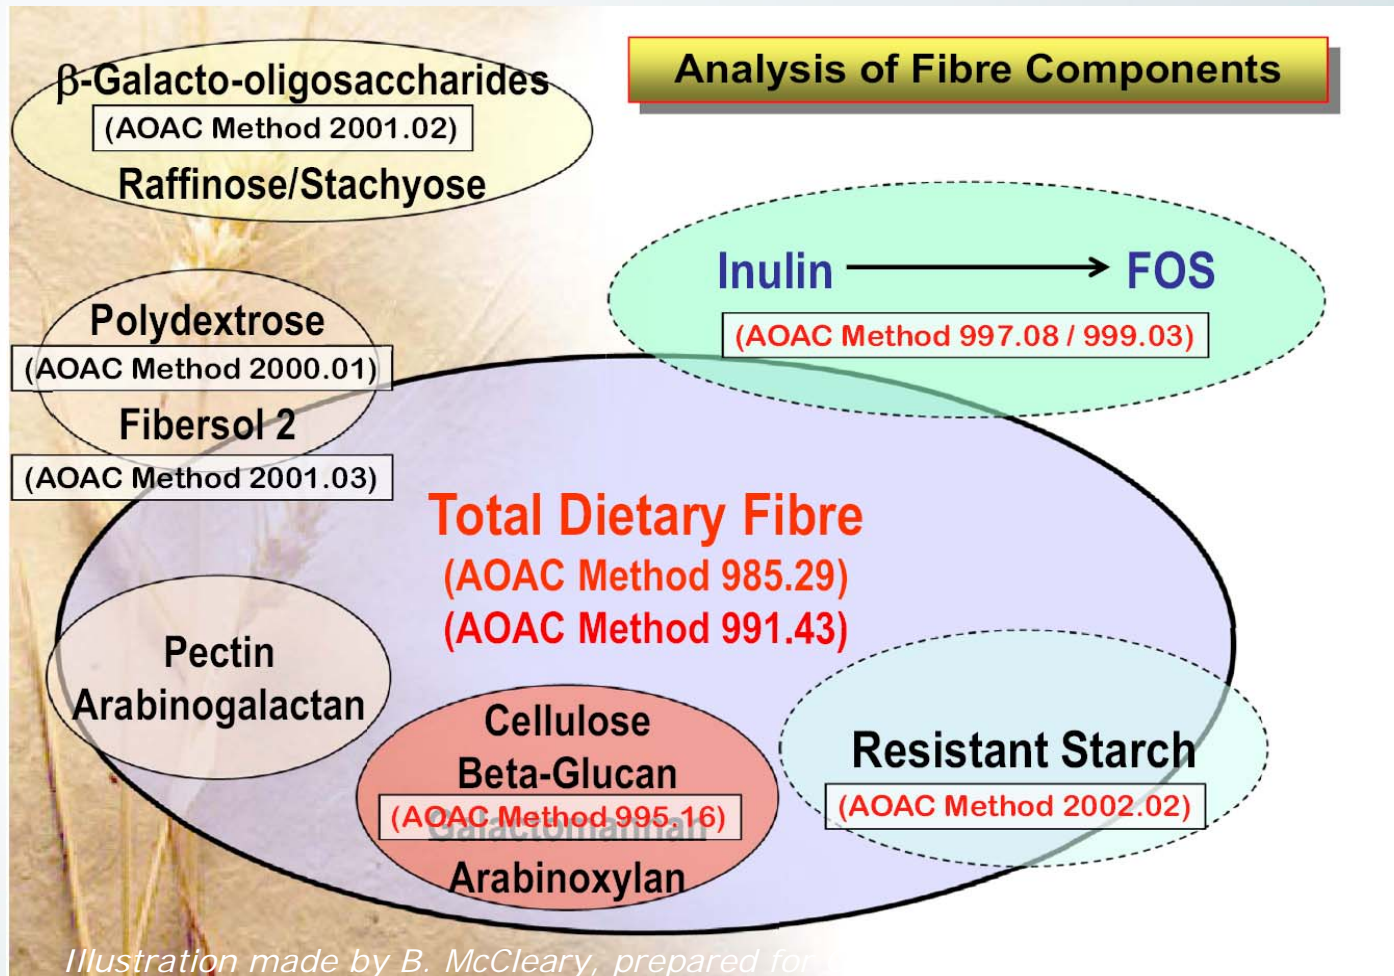 Analysis of Fibre Components
β-Galacto-oligosaccharides
(AOAC Method 2001.02)
Raffinose/Stachyose
Inulin FOS
(AOAC Method 997.08 / 999.03)
Polydextrose
(AOAC Method 2000.01)
Fibersol 2
(AOAC Method 2001.03)
Total Dietary Fibre
(AOAC Method 985.29)
(AOAC Method 991.43)
Pectin
Arabinogalactan
Cellulose
Beta-Glucan
(AOAC Method 995.16)
Galactomannan
Arabinoxylan
Resistant Starch
(AOAC Method 2002.02)
Illustration made by B. McCleary, prepared for